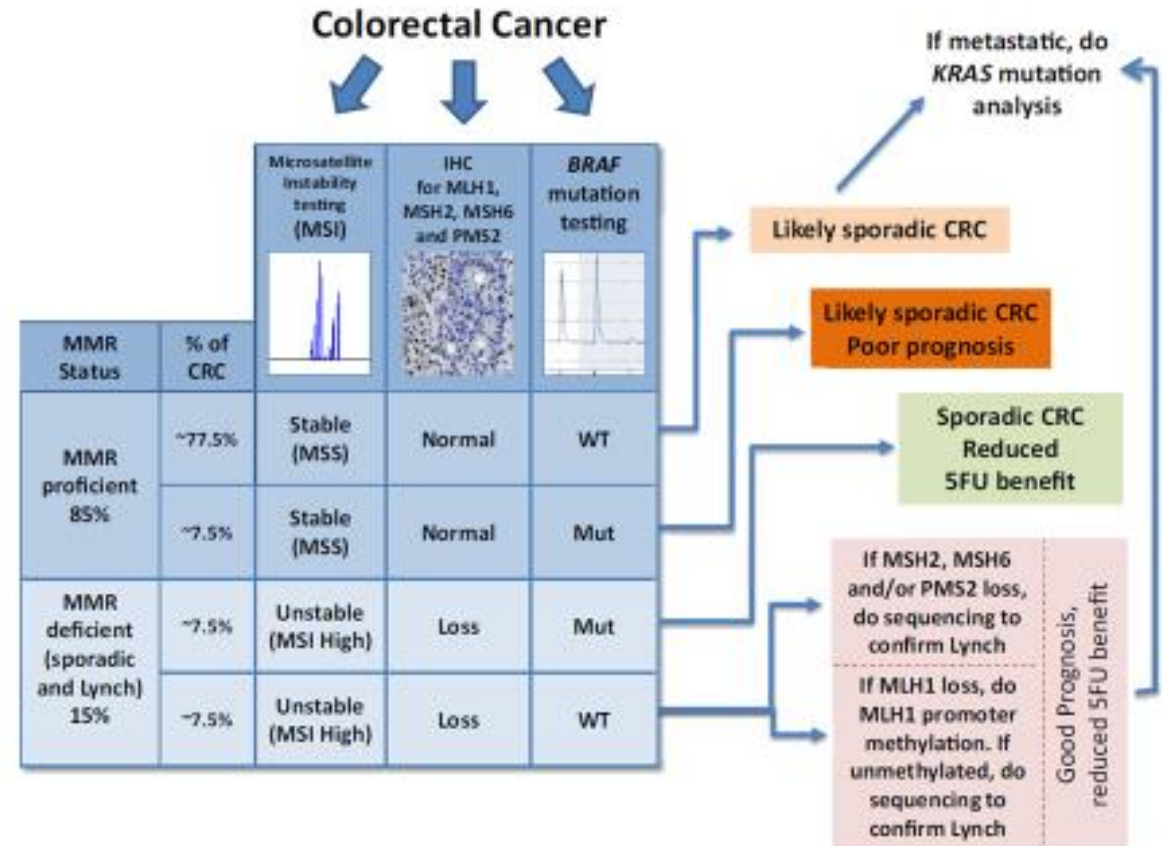 Colorectal Cancer
If metastatic, do
KRAS mutation
analysis
Microsatellite
Instability
testing
(MSI)
IHC
for MLH1,
MSH2, MSH6
and PMS2
BRAF
mutation
testing
Likely sporadic CRC
Likely sporadic CRC
Poor prognosis
MMR
Status
% of
CRC
Sporadic CRC
Reduced
5FU benefit
MMR
proficient
85%
~77.5%
Stable
(MSS)
Normal
WT
~7.5%
Stable
(MSS)
Normal
Mut
MMR
deficient
(sporadic
and Lynch)
15%
~7.5%
Unstable
(MSI High)
Loss
Mut
~7.5%
Unstable
(MSI High)
Loss
WT
If MSH2, MSH6
and/or PMS2 loss,
do sequencing to
confirm Lynch
If MLH1 loss, do
MLH1 promoter
methylation. If
unmethylated, do
sequencing to
confirm Lynch
Good Prognosis,
reduced 5FU benefit